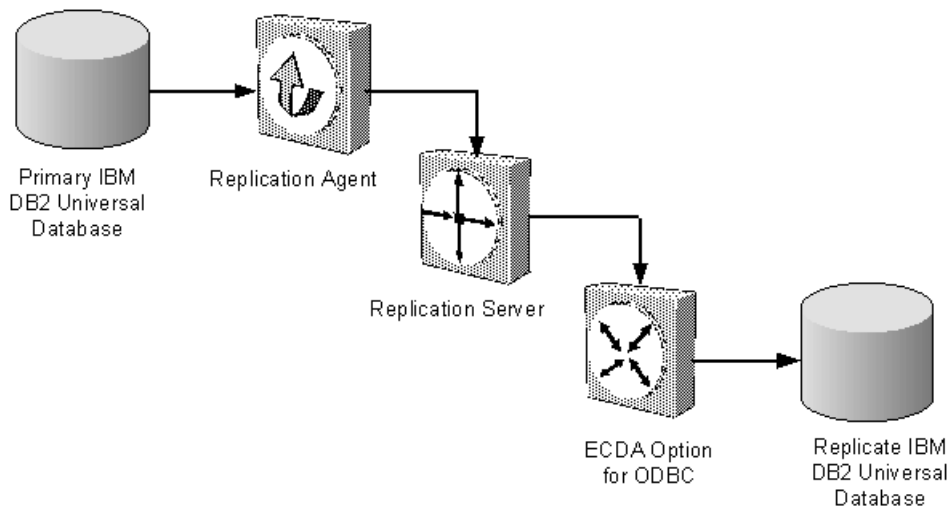 Primary IBM
DB2 Universal
Database
Replication Agent
Replication Server
ECDA Option
for ODBC
Replicate IBM
DB2 Universal
Database